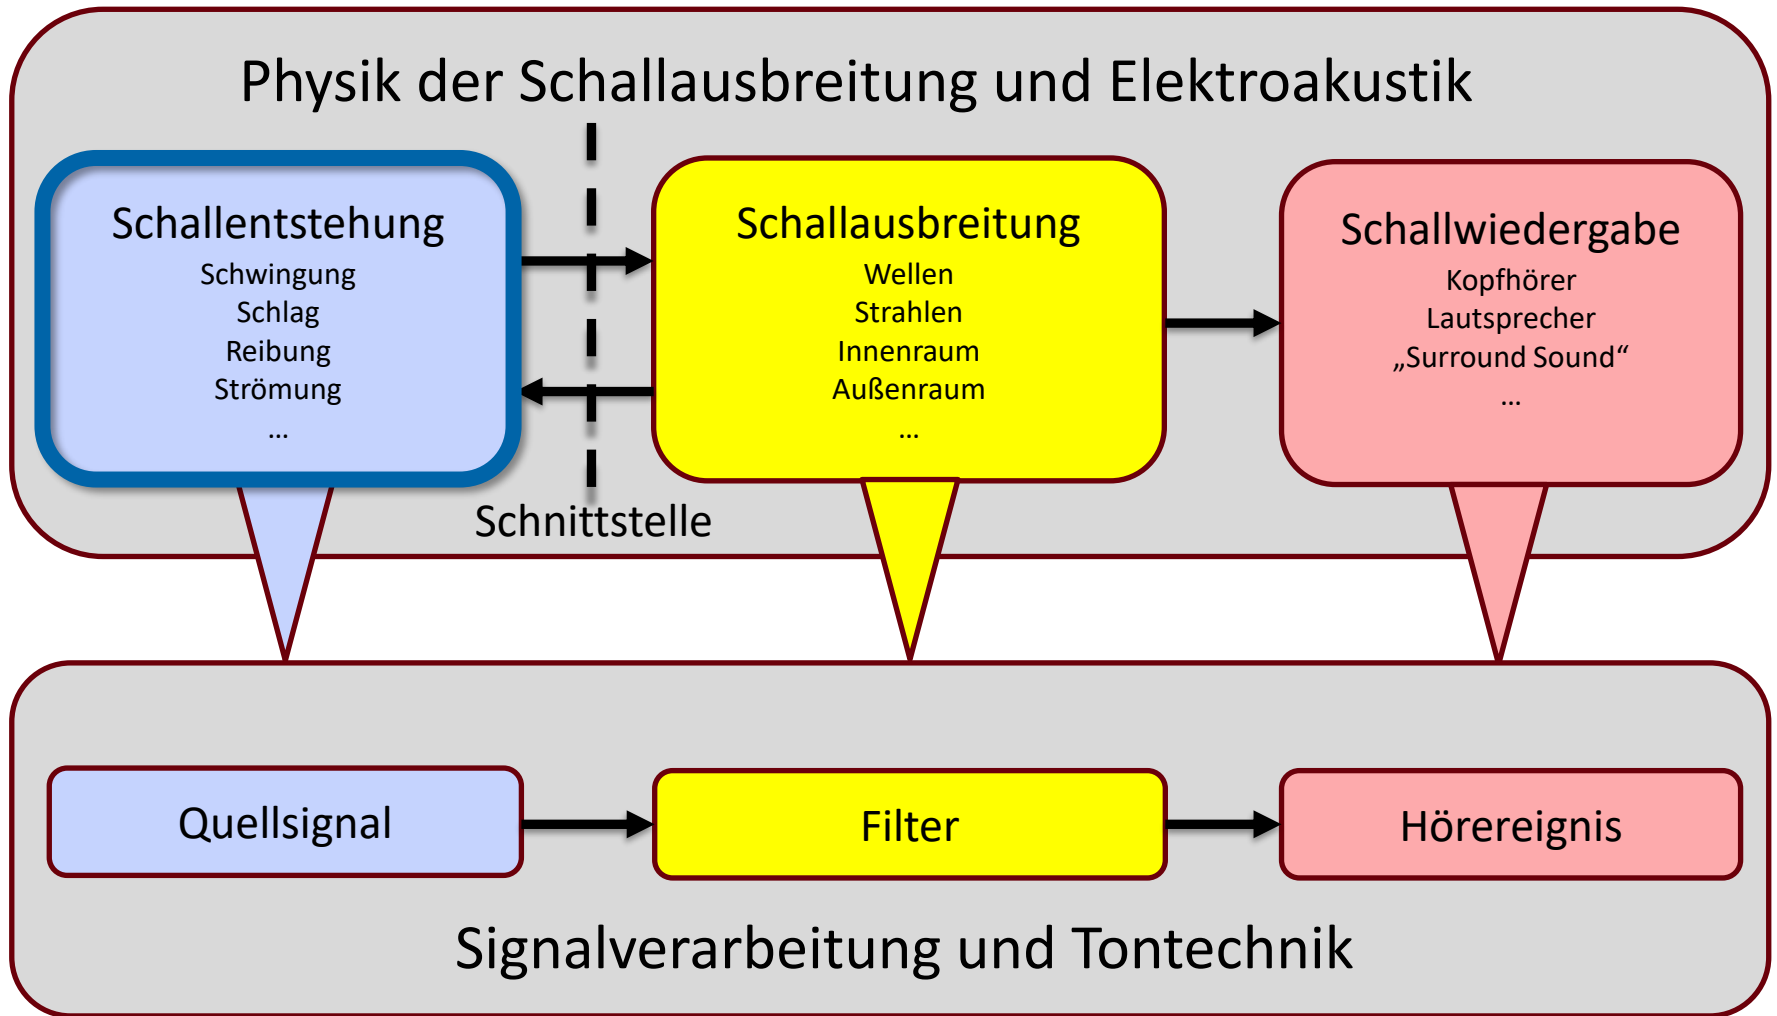 Physik der Schallausbreitung und Elektroakustik
Schallentstehung
Schwingung
Schlag
Reibung
Strömung
...
Schallausbreitung
Wellen
Strahlen
Innenraum
Außenraum
...
Schallwiedergabe
Kopfhörer
Lautsprecher
„Surround Sound“
...
Schnittstelle
Quellsignal
Filter
Hörereignis
Signalverarbeitung und Tontechnik